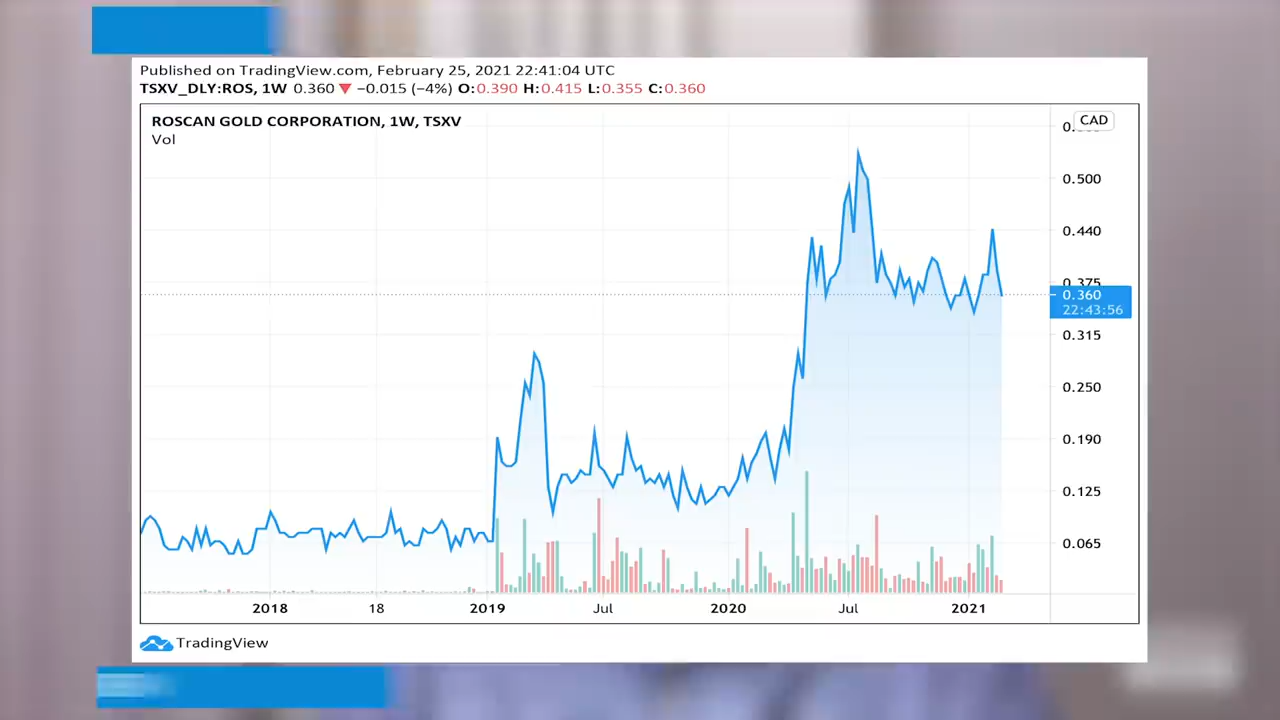 Published on TradingView.com, February 25, 2021 22:41:04 UTC
TSXV_DLY:ROS, 1W 0.360 ▼ −0.015 (−4%) O:0.390 H:0.415 L:0.355 C:0.360
ROSCAN GOLD CORPORATION, 1W, TSXV
Vol
CAD
0.500
0.440
0.375
0.360
22:43:56
0.315
0.250
0.190
0.125
0.065
2018 18 2019 Jul 2020 Jul 2021
TradingView